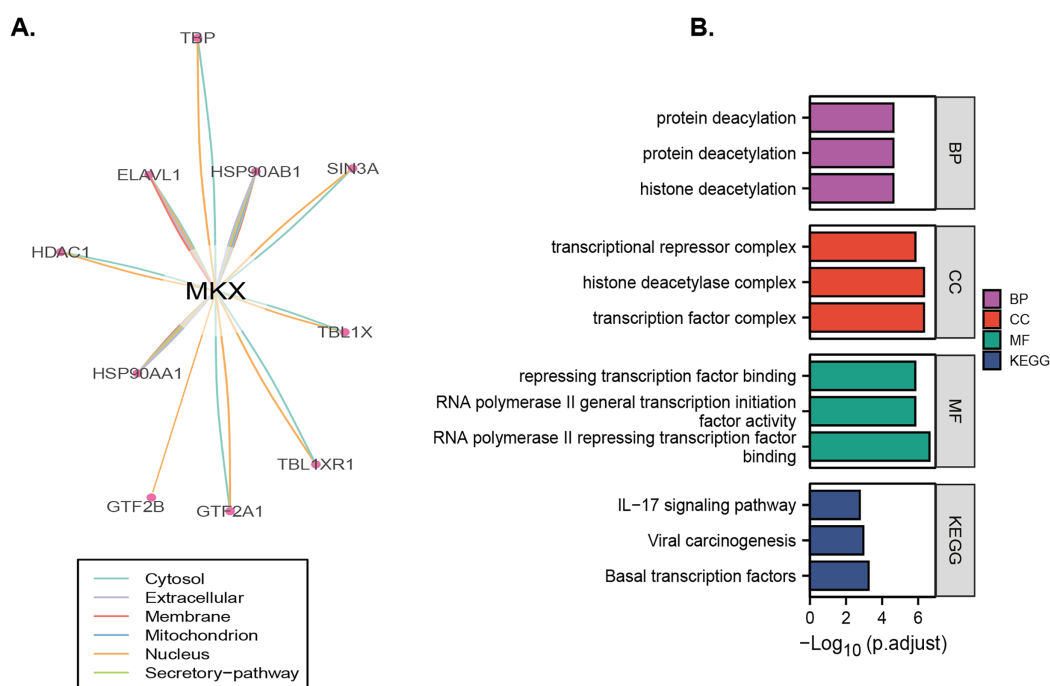 A.
TBP
ELAVL1
HSP90AB1
SIN3A
HDAC1
MKX
TBL1X
HSP90AA1
TBL1XR1
GTF2B
GTF2A1
Cytosol
Extracellular
Membrane
Mitochondrion
Nucleus
Secretory-pathway
B.
protein deacylation
protein deacetylation
histone deacetylation
BP
transcriptional repressor complex
histone deacetylase complex
transcription factor complex
CC
repressing transcription factor binding
RNA polymerase II general transcription initiation
factor activity
RNA polymerase II repressing transcription factor
binding
MF
IL−17 signaling pathway
Viral carcinogenesis
Basal transcription factors
KEGG
0 2 4 6
−Log10 (p.adjust)
BP
CC
MF
KEGG